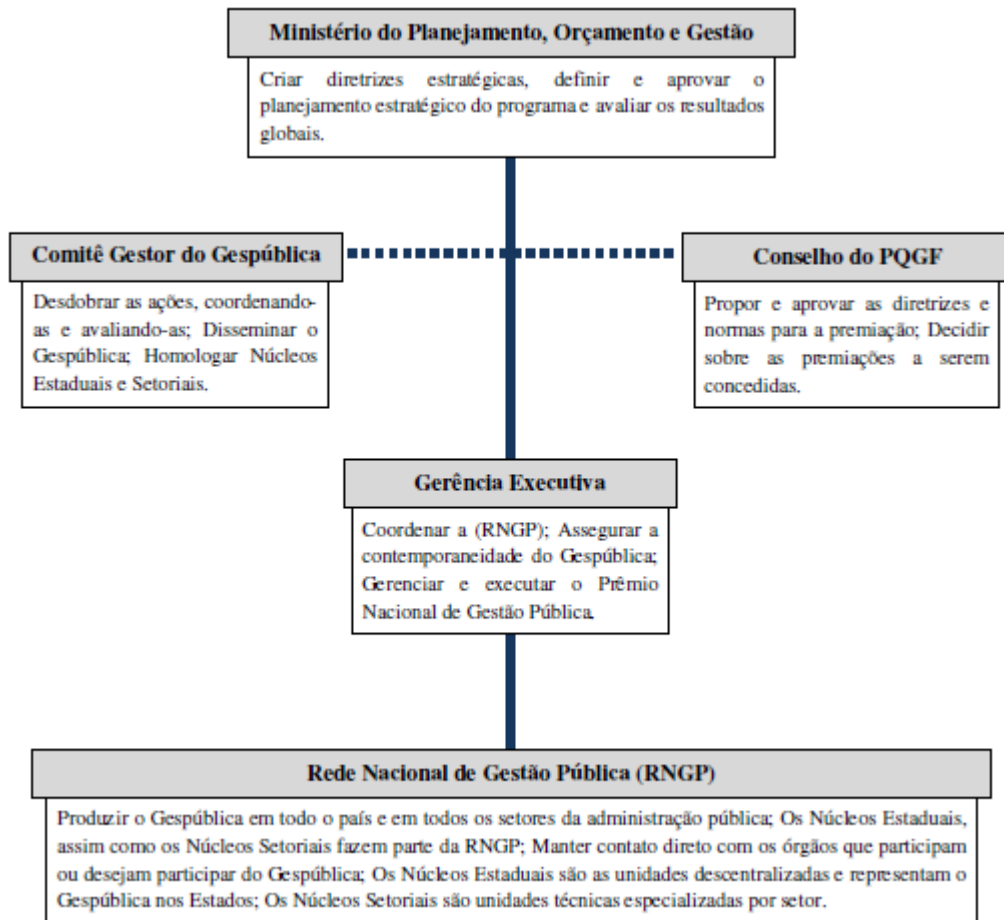 Ministério do Planejamento, Orçamento e Gestão
Criar diretrizes estratégicas, definir e aprovar o
planejamento estratégico do programa e avaliar os resultados
globais.
Comitê Gestor do Gespública
Desdobrar as ações, coordenando-
as e avaliando-as; Disseminar o
Gespública; Homologar Núcleos
Estaduais e Setoriais.
Conselho do PQGF
Propor e aprovar as diretrizes e
normas para a premiação; Decidir
sobre as premiações a serem
concedidas.
Gerência Executiva
Coordenar a (RNGP); Assegurar a
contemporaneidade do Gespública;
Gerenciar e executar o Prêmio
Nacional de Gestão Pública.
Rede Nacional de Gestão Pública (RNGP)
Produzir o Gespública em todo o país e em todos os setores da administração pública; Os Núcleos Estaduais,
assim como os Núcleos Setoriais fazem parte da RNGP; Manter contato direto com os órgãos que participam
ou desejam participar do Gespública; Os Núcleos Estaduais são as unidades descentralizadas e representam o
Gespública nos Estados; Os Núcleos Setoriais são unidades técnicas especializadas por setor.